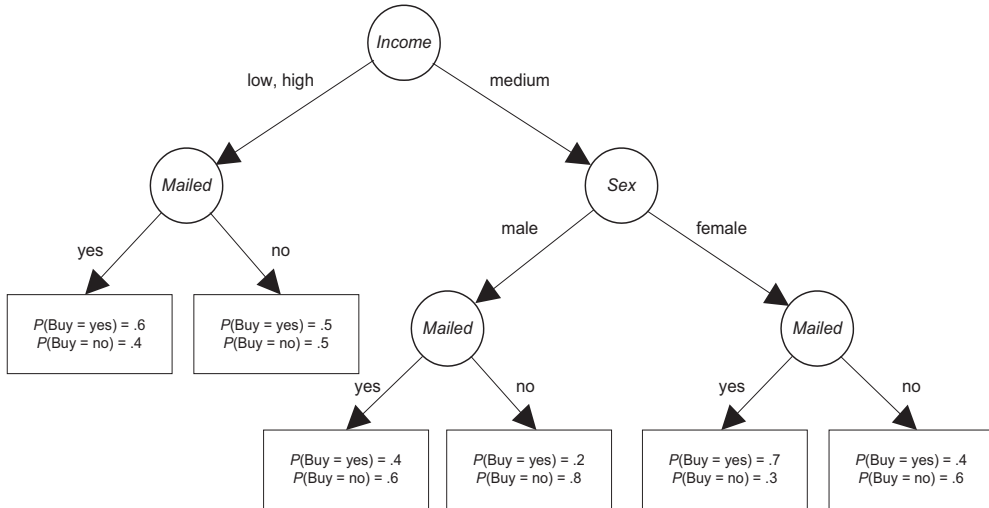 Income
low, high
medium
Mailed
Sex
yes
no
male
female
P(Buy = yes) = .6
P(Buy = no) = .4
P(Buy = yes) = .5
P(Buy = no) = .5
Mailed
Mailed
yes
no
yes
no
P(Buy = yes) = .4
P(Buy = no) = .6
P(Buy = yes) = .2
P(Buy = no) = .8
P(Buy = yes) = .7
P(Buy = no) = .3
P(Buy = yes) = .4
P(Buy = no) = .6